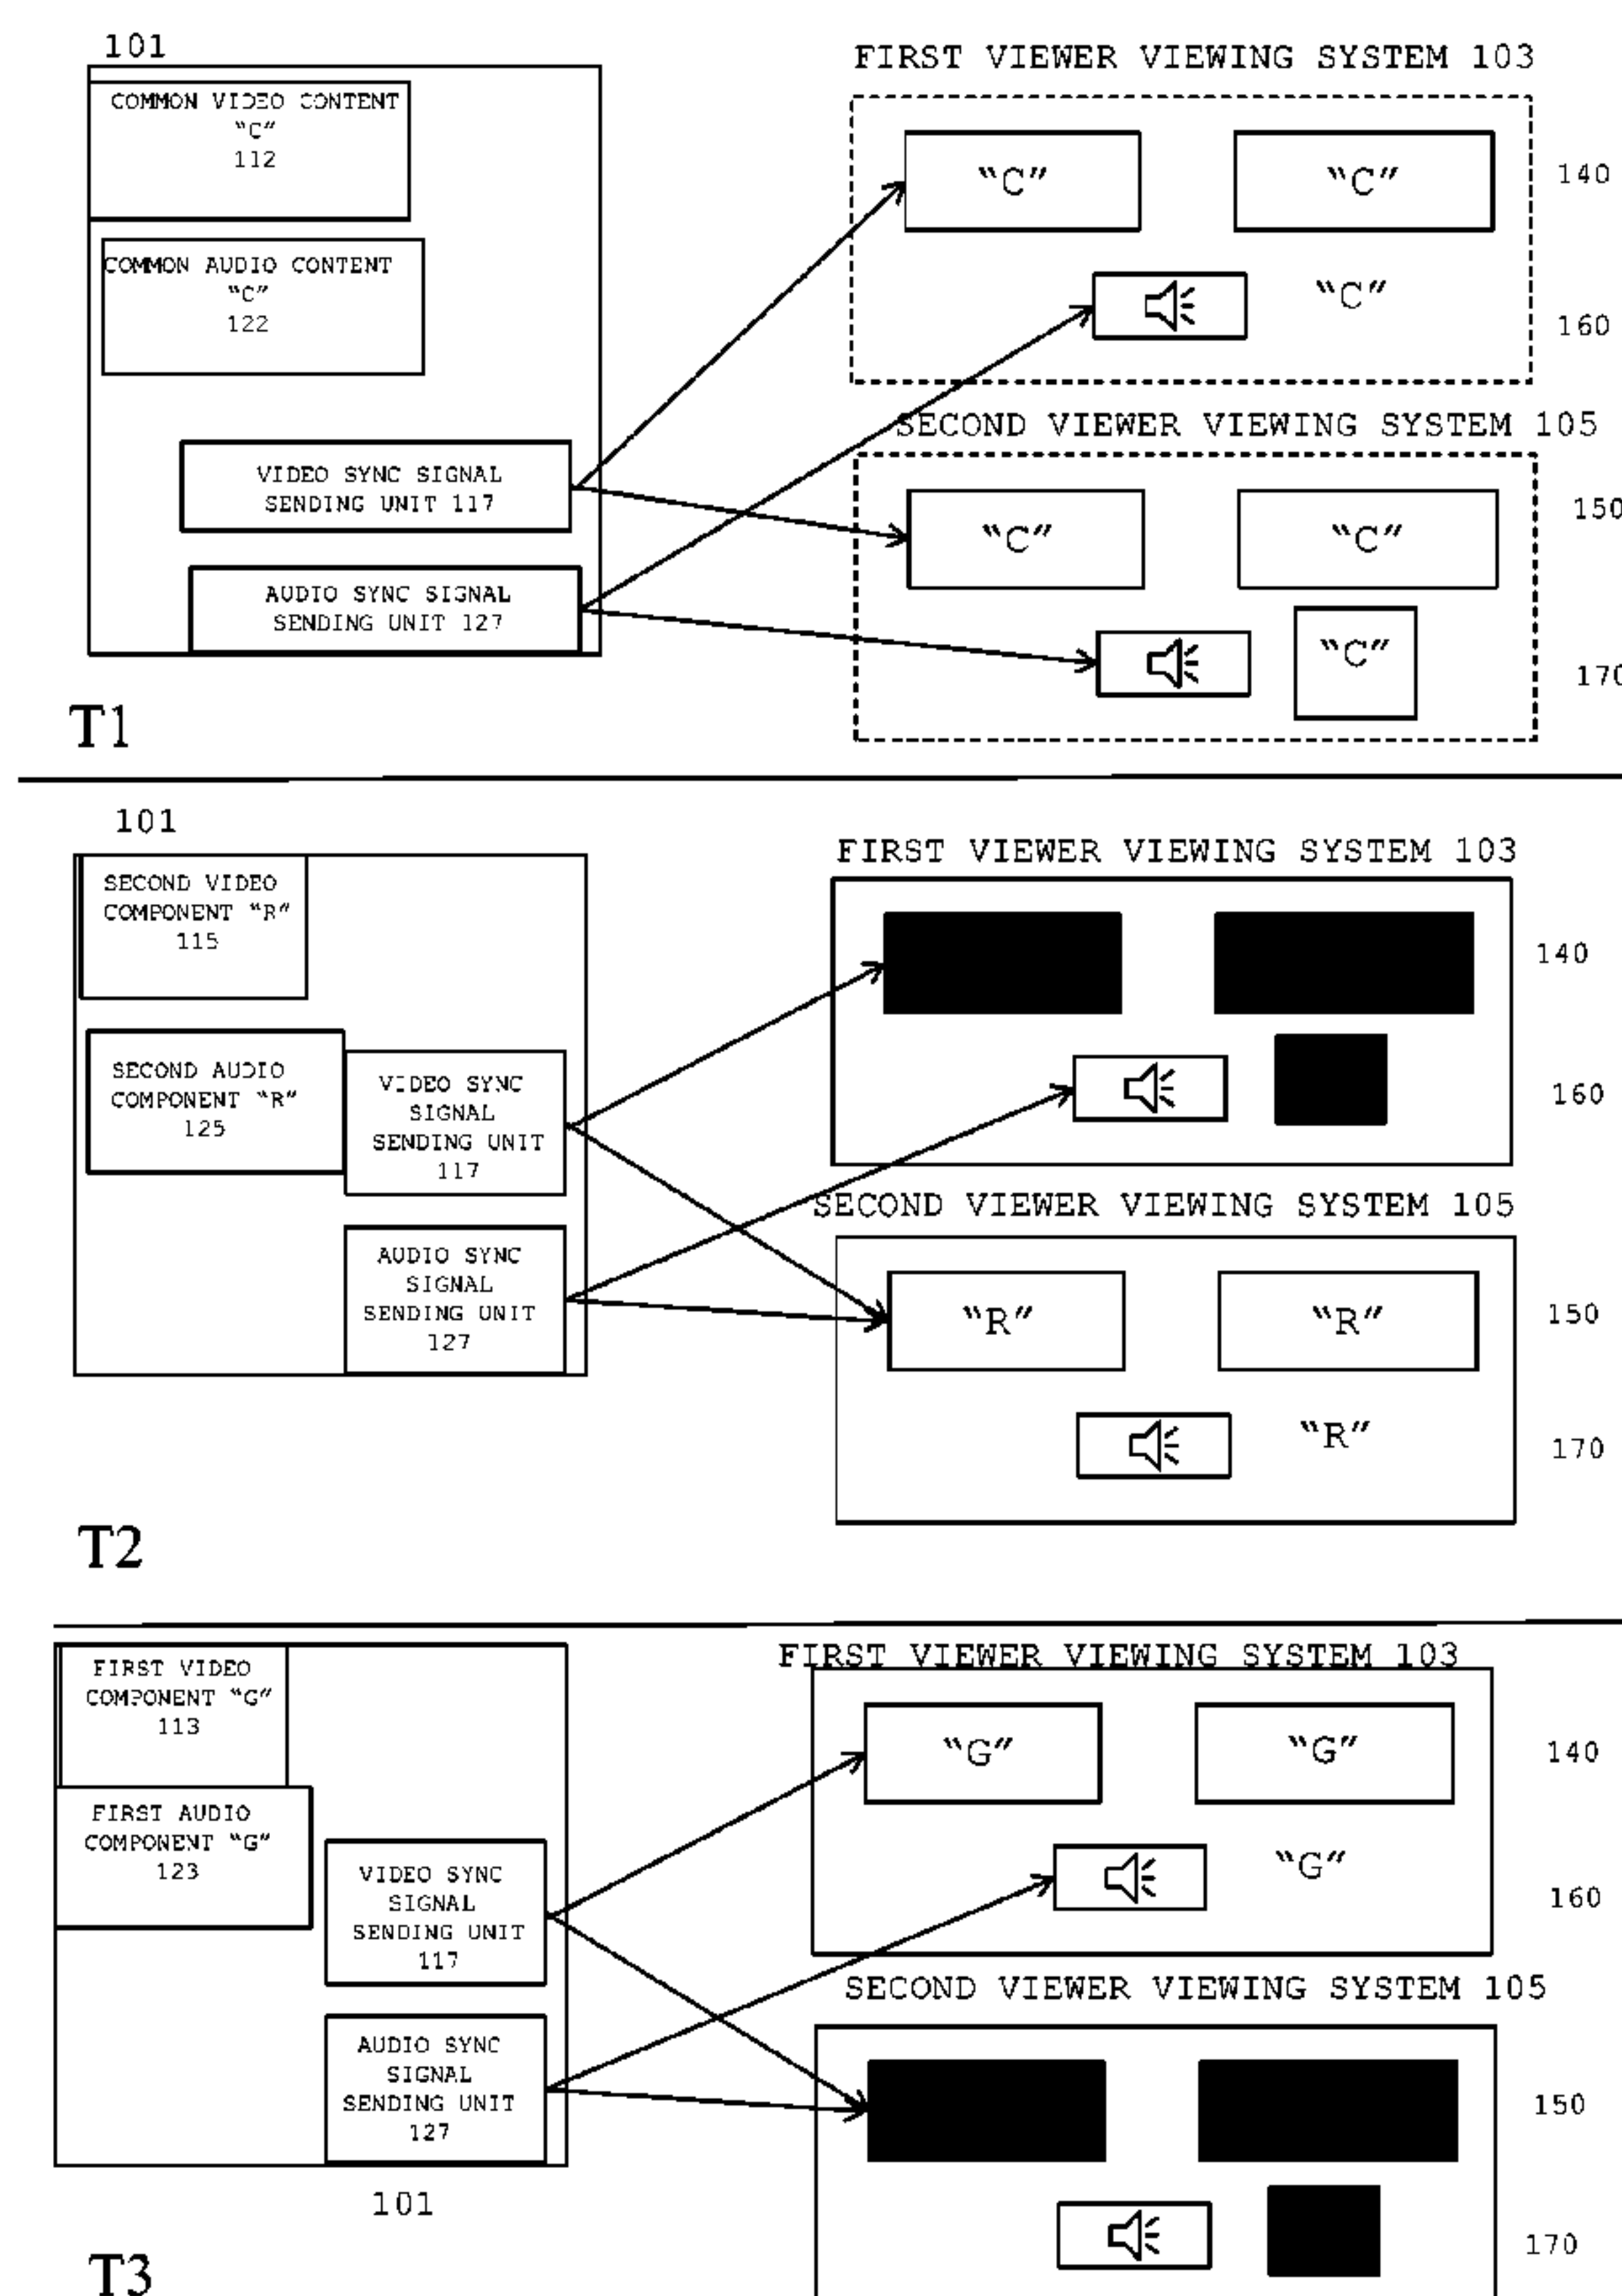 101
COMMON VIDEO CONTENT
“C”
112
COMMON AUDIO CONTENT
“C”
122
VIDEO SYNC SIGNAL
SENDING UNIT 117
AUDIO SYNC SIGNAL
SENDING UNIT 127
T1
FIRST VIEWER VIEWING SYSTEM 103
“C”
“C”
140
“C”
160
SECOND VIEWER VIEWING SYSTEM 105
“C”
“C”
150
“C”
170
101
SECOND VIDEO
COMPONENT “R”
115
SECOND AUDIO
COMPONENT “R”
125
VIDEO SYNC
SIGNAL
SENDING UNIT
117
AUDIO SYNC
SIGNAL
SENDING UNIT
127
T2
FIRST VIEWER VIEWING SYSTEM 103
140
160
SECOND VIEWER VIEWING SYSTEM 105
“R”
“R”
150
“R”
170
FIRST VIDEO
COMPONENT “G”
113
FIRST AUDIO
COMPONENT “G”
123
VIDEO SYNC
SIGNAL
SENDING UNIT
117
AUDIO SYNC
SIGNAL
SENDING UNIT
127
101
T3
FIRST VIEWER VIEWING SYSTEM 103
“G”
“G”
140
“G”
160
SECOND VIEWER VIEWING SYSTEM 105
150
170